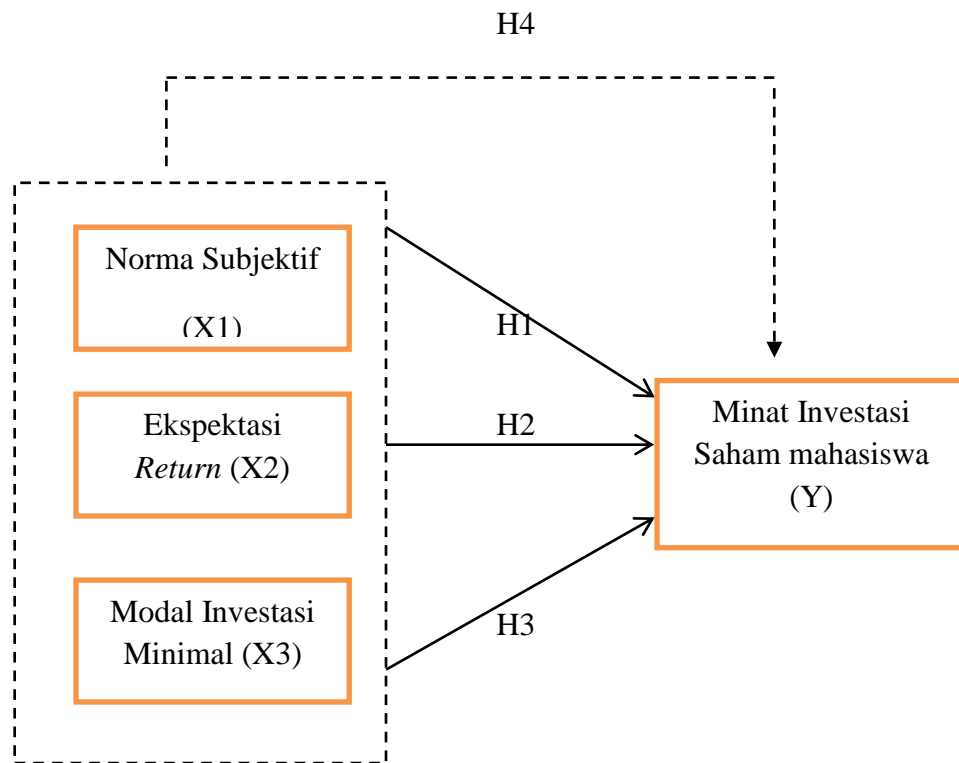 H4
Norma Subjektif
(X1)
H1
Ekspektasi
Return (X2)
H2
Minat Investasi
Saham mahasiswa
(Y)
Modal Investasi
Minimal (X3)
H3